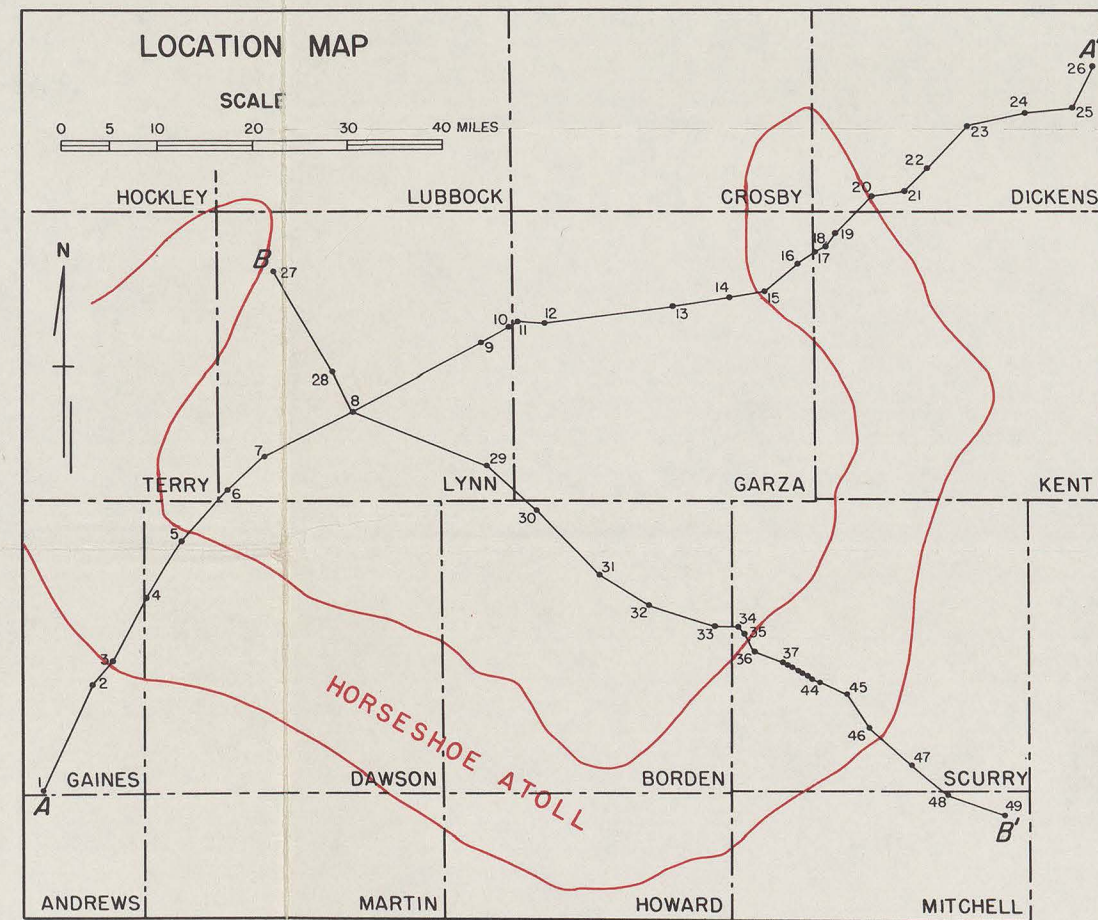 LOCATION MAP
SCALE
0 5 10 20 30 40 MILES
A'
26
24
25
23
22
20
21
HOCKLEY
LUBBOCK
CROSBY
DICKENS
N
B
27
18
19
16
17
15
14
13
10
11
12
9
28
8
7
29
TERRY
6
LYNN
GARZA
KENT
30
5
31
4
32
33
34
35
36
37
3
2
44
45
46
47
HORSESHOE ATOLL
1
A
GAINES
DAWSON
BORDEN
SCURRY
48
49
B'
ANDREWS
MARTIN
HOWARD
MITCHELL